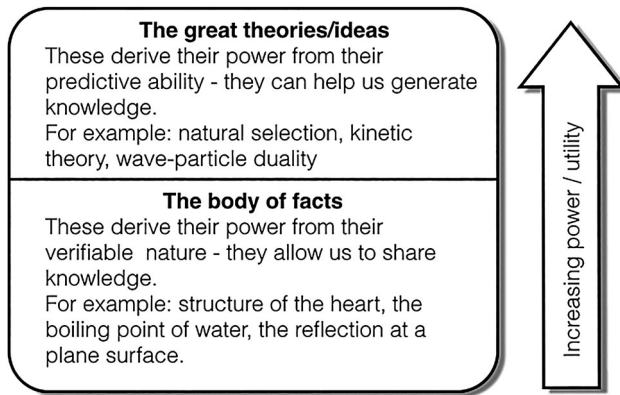 The great theories/ideas
These derive their power from their
predictive ability - they can help us generate
knowledge.
For example: natural selection, kinetic
theory, wave-particle duality
The body of facts
These derive their power from their
verifiable  nature - they allow us to share
knowledge.
For example: structure of the heart, the
boiling point of water, the reflection at a
plane surface.
Increasing power / utility